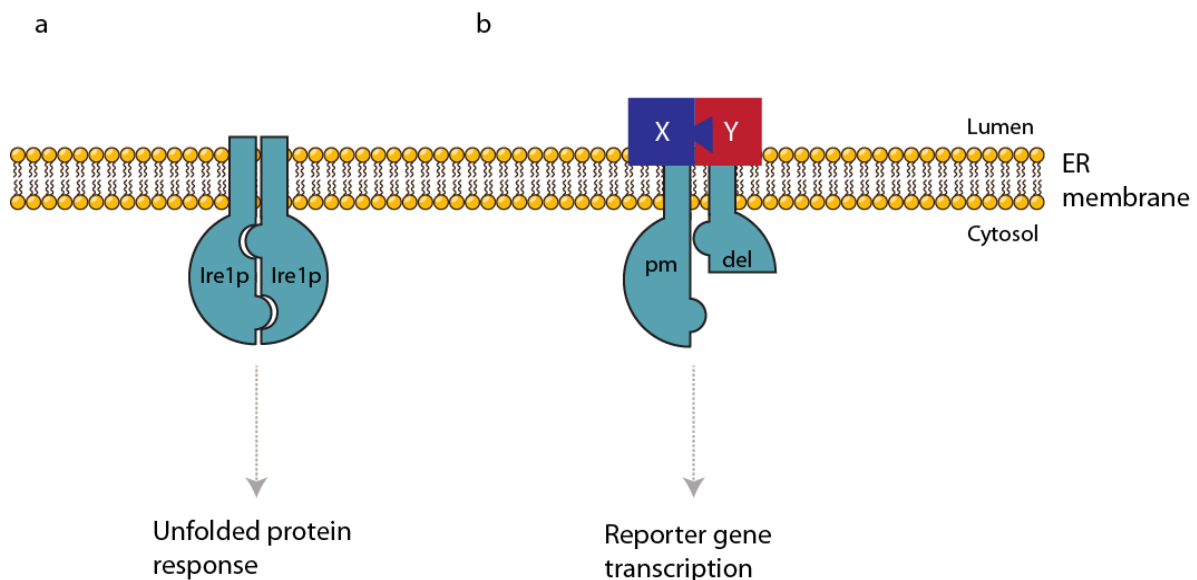 a
b
X
Y
Lumen
ER
membrane
Cytosol
Ire1p
Ire1p
pm
del
Unfolded protein
response
Reporter gene
transcription